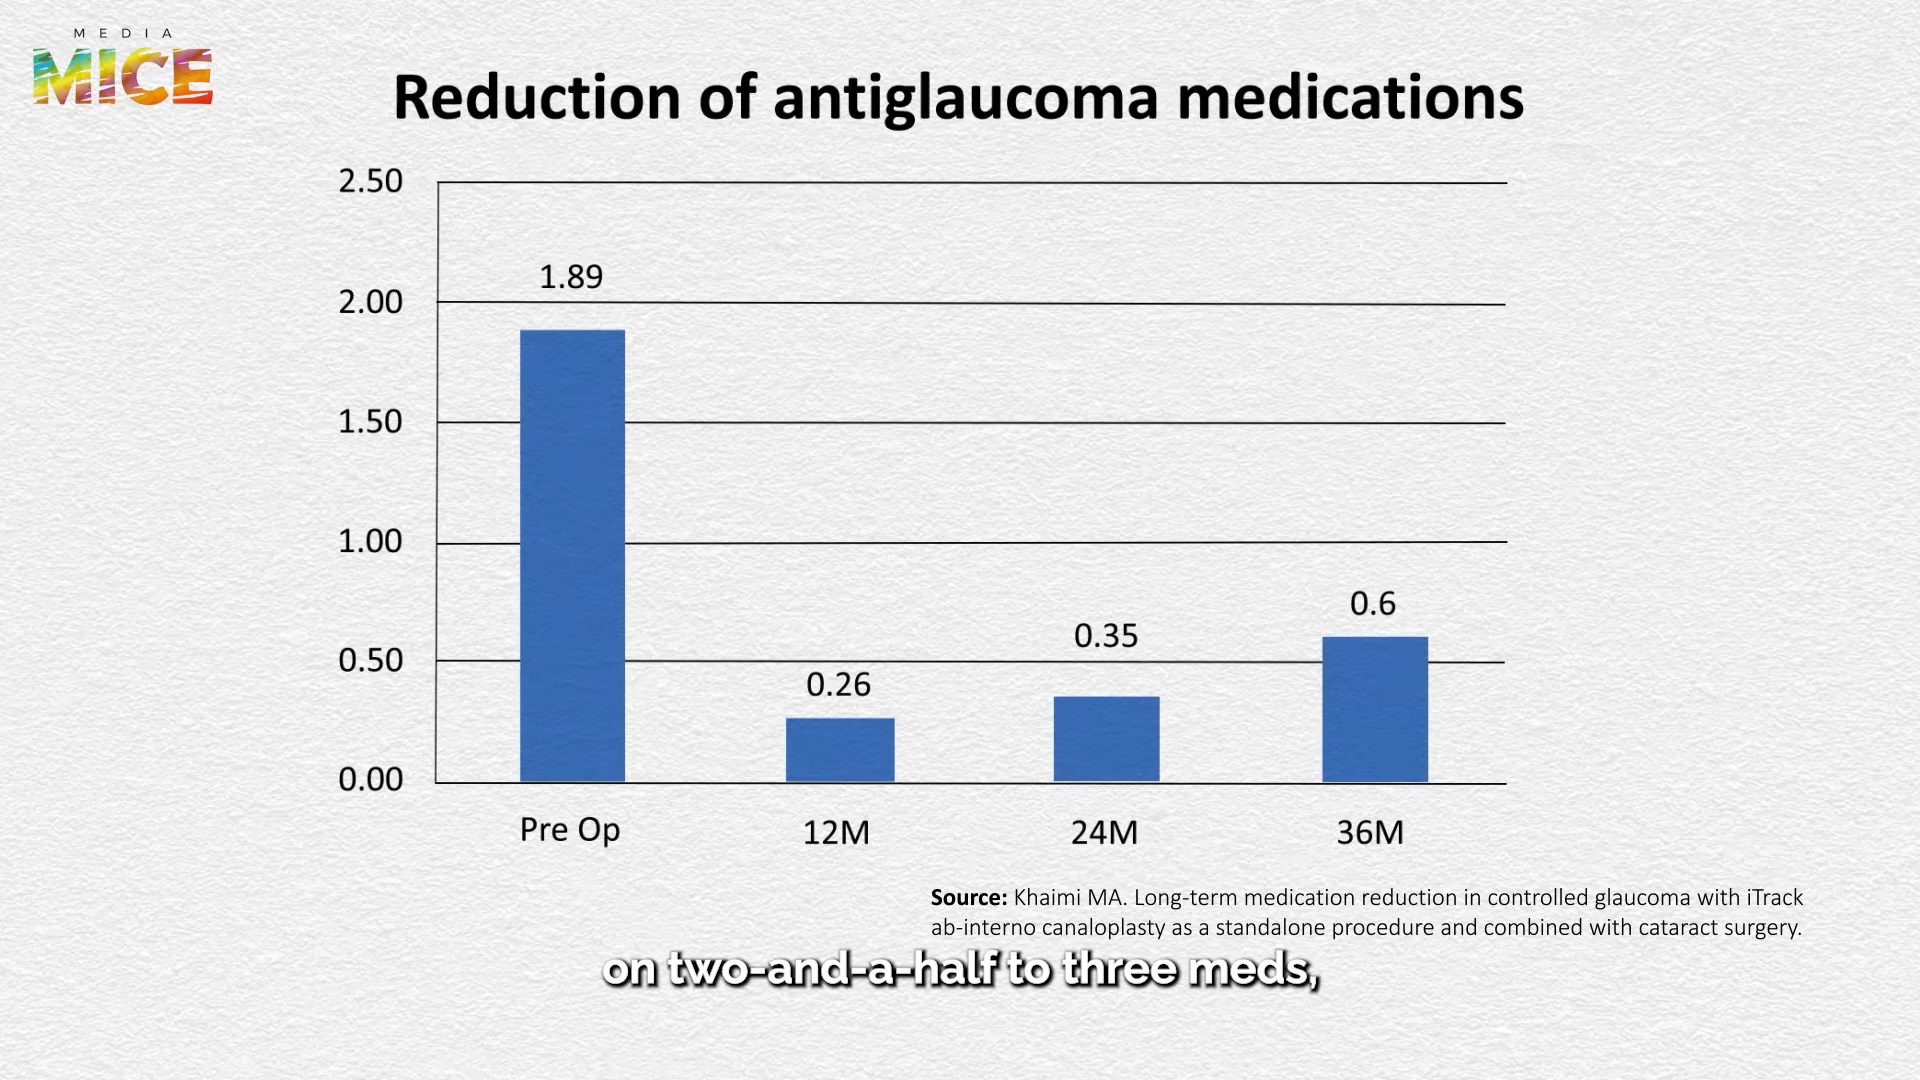 MEDIA
MICE
Reduction of antiglaucoma medications
2.50
2.00
1.50
1.00
0.50
0.00
1.89
0.26
0.35
0.6
Pre Op
12M
24M
36M
Source: Khaimi MA. Long-term medication reduction in controlled glaucoma with iTrack
ab-interno canaloplasty as a standalone procedure and combined with cataract surgery.
on two-and-a-half to three meds,